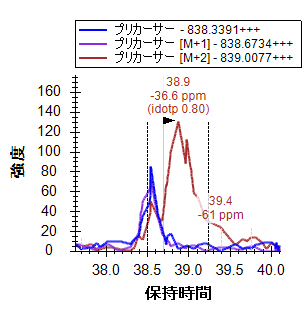 プリカーサー - 838.3391+++
プリカーサー [M+1] - 838.6734+++
プリカーサー [M+2] - 839.0077+++
38.9
-36.6 ppm
(idotp 0.80)
39.4
-61 ppm
強度
160
140
120
100
80
60
40
20
0
38.0 38.5 39.0 39.5 40.0
保持時間